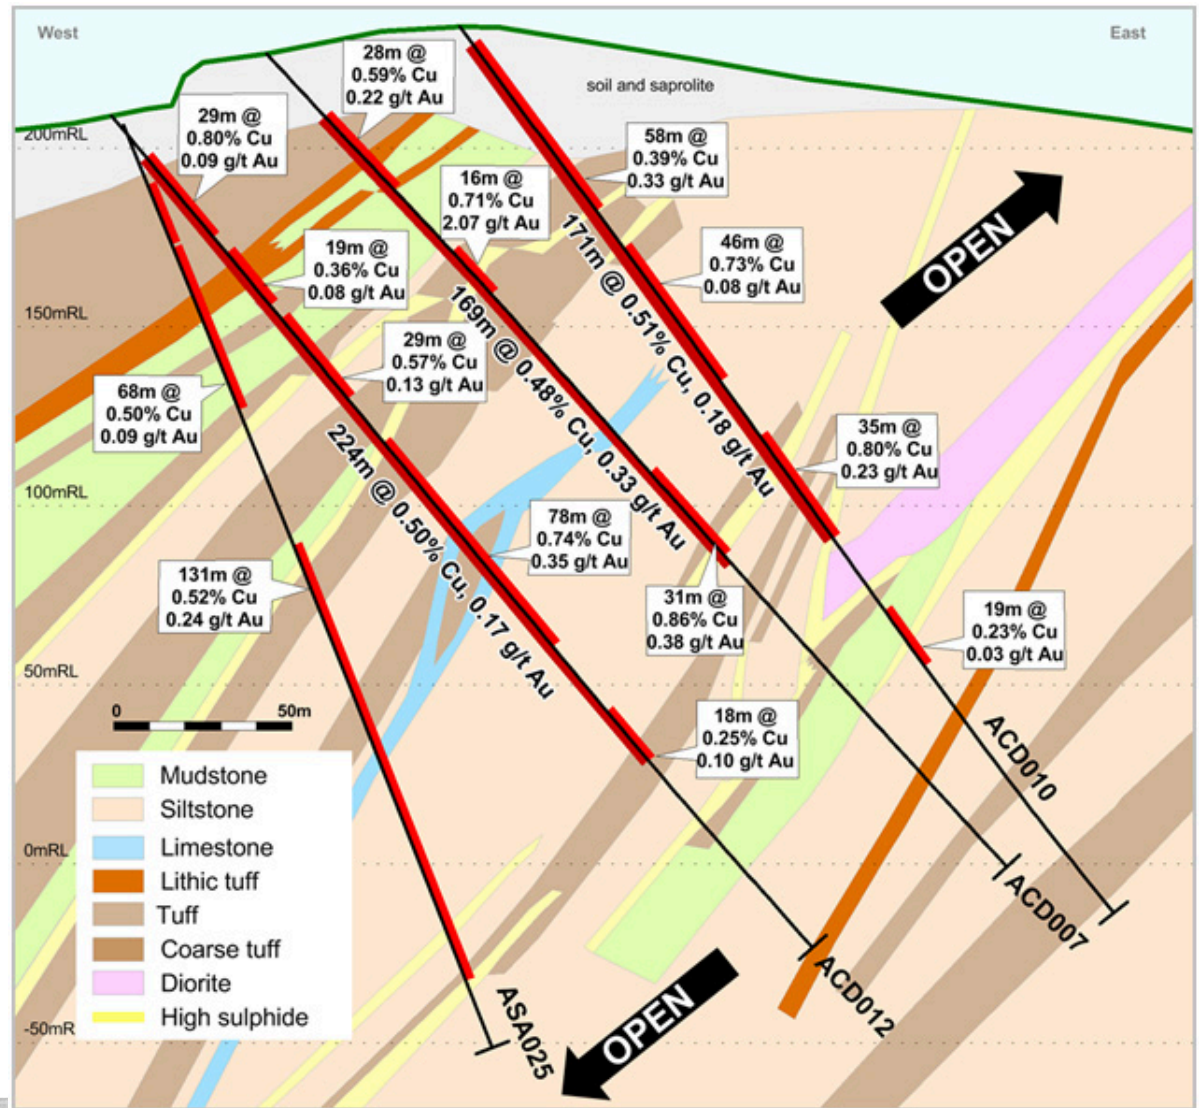 West
East
28m @
0.59% Cu
0.22 g/t Au
soil and saprolite
29m @
0.80% Cu
0.09 g/t Au
200mRL
58m @
0.39% Cu
0.33 g/t Au
16m @
0.71% Cu
2.07 g/t Au
OPEN
19m @
0.36% Cu
0.08 g/t Au
46m @
0.73% Cu
0.08 g/t Au
171m @ 0.51% Cu, 0.18 g/t Au
150mRL
169m @ 0.48% Cu, 0.33 g/t Au
29m @
0.57% Cu
0.13 g/t Au
68m @
0.50% Cu
0.09 g/t Au
224m @ 0.50% Cu, 0.17 g/t Au
35m @
0.80% Cu
0.23 g/t Au
100mRL
78m @
0.74% Cu
0.35 g/t Au
131m @
0.52% Cu
0.24 g/t Au
31m @
0.86% Cu
0.38 g/t Au
19m @
0.23% Cu
0.03 g/t Au
50mRL
0 50m
18m @
0.25% Cu
0.10 g/t Au
ACD010
Mudstone
Siltstone
Limestone
Lithic tuff
Tuff
Coarse tuff
Diorite
High sulphide
0mRL
ACD007
ACD012
ASA025
OPEN
-50mR